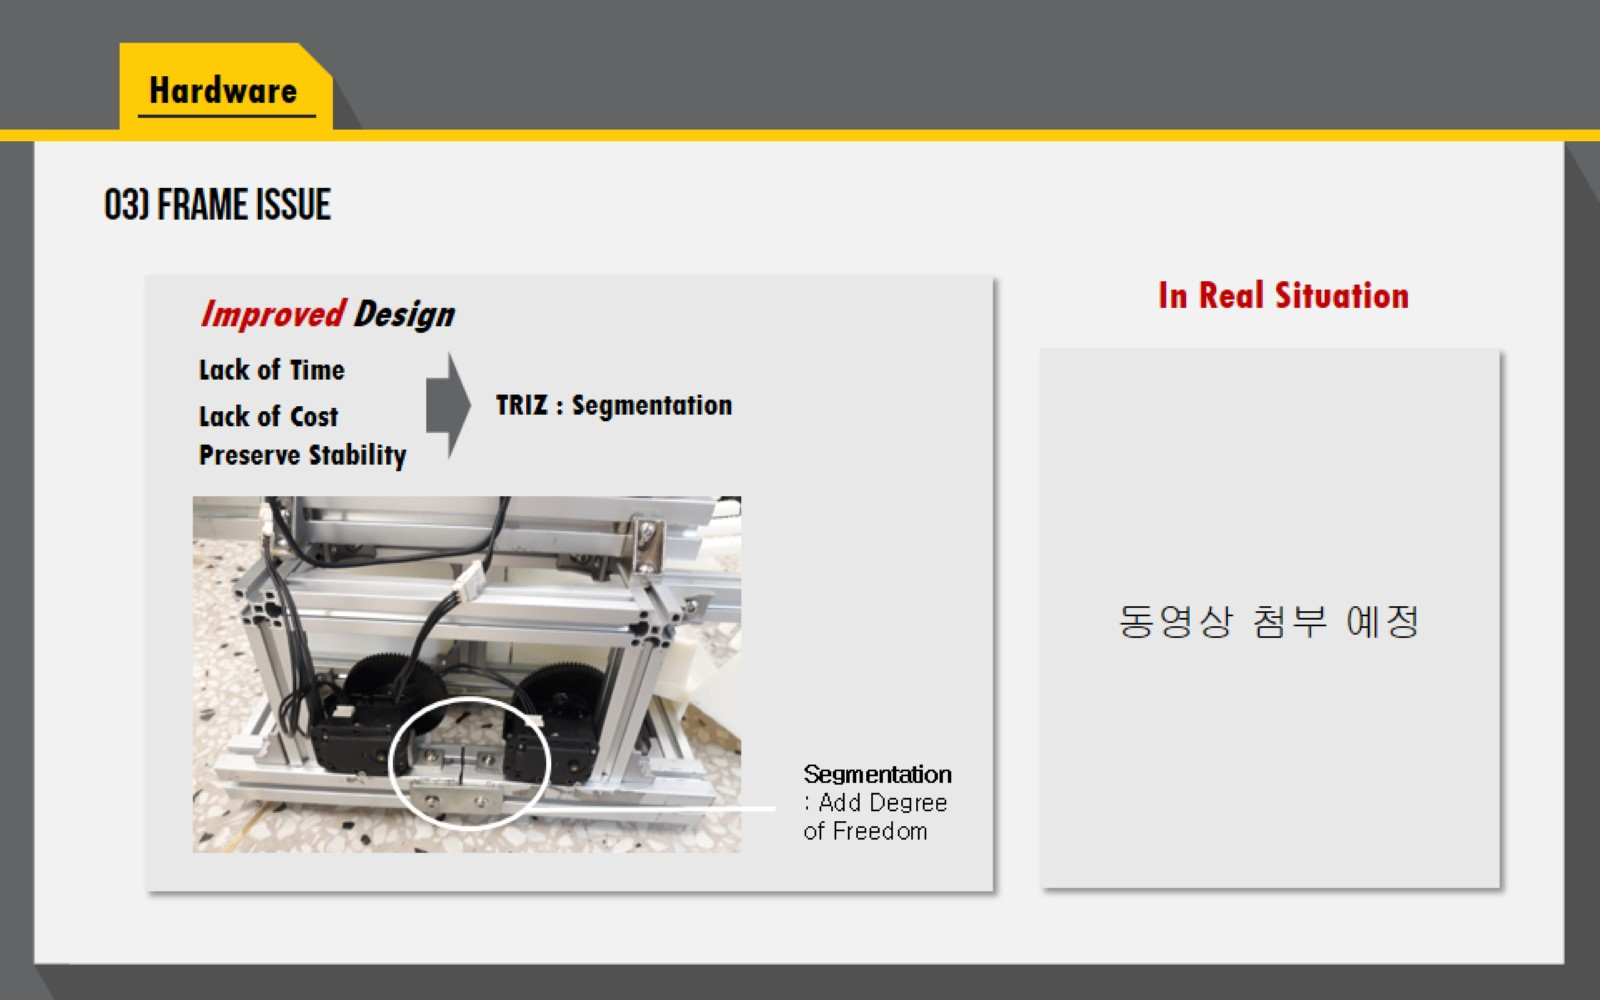 Hardware
03) FRAME ISSUE
Improved Design
Lack of Time
Lack of Cost
Preserve Stability
TRIZ : Segmentation
Segmentation
: Add Degree
of Freedom
In Real Situation
동영상 첨부 예정